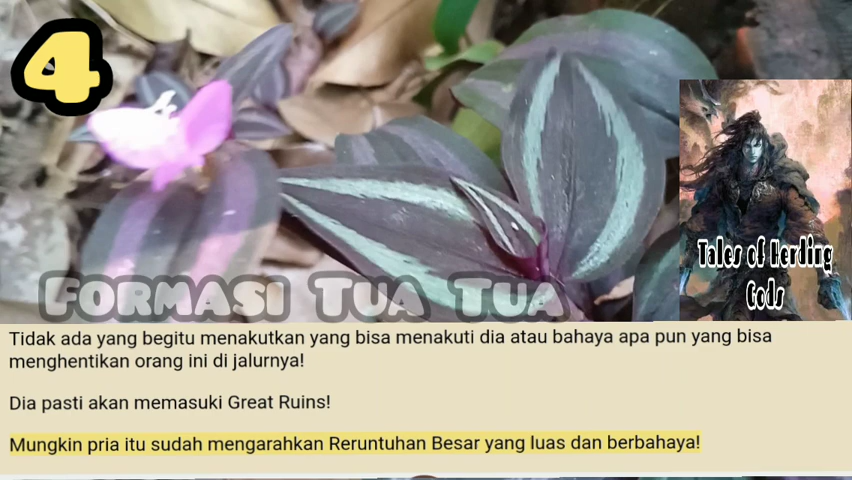 4
Tales of Herding
Gods
FORMASI TUA TUA
Tidak ada yang begitu menakutkan yang bisa menakuti dia atau bahaya apa pun yang bisa
menghentikan orang ini di jalurnya!
Dia pasti akan memasuki Great Ruins!
Mungkin pria itu sudah mengarahkan Reruntuhan Besar yang luas dan berbahaya!